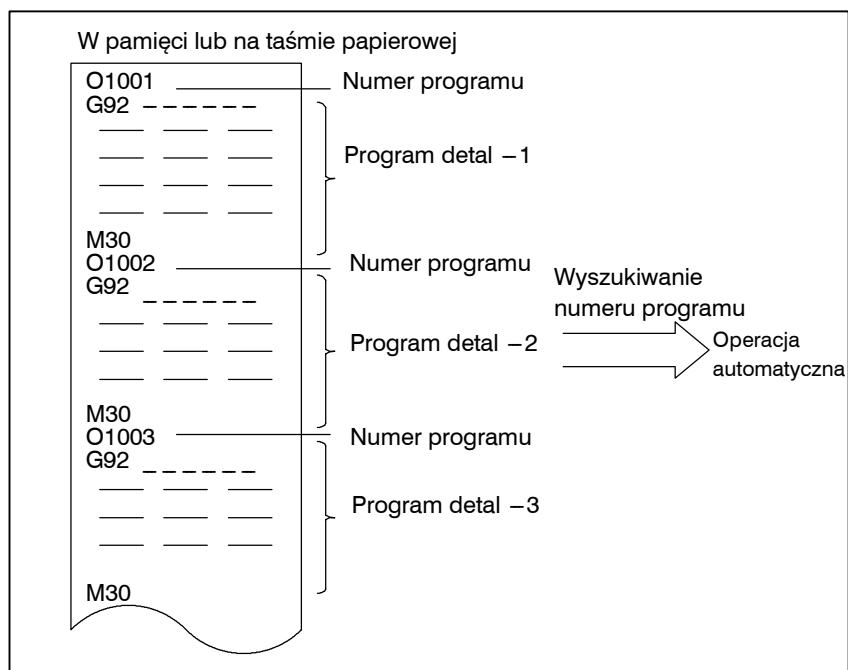 W pamięci lub na taśmie papierowej
O1001
Numer programu
G92
Program detal −1
M30
O1002
Numer programu
G92
Wyszukiwanie
numeru programu
Program detal −2
Operacja
automatyczna
M30
O1003
Numer programu
G92
Program detal −3
M30